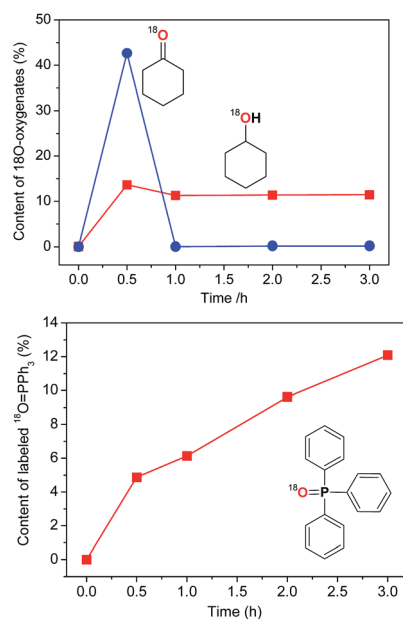 Content of 18O-oxygenates (%)
50
40
30
20
10
0
¹⁸O
¹⁸OH
0.0 0.5 1.0 1.5 2.0 2.5 3.0
Time /h
Content of labeled ¹⁸O=PPh₃ (%)
14
12
10
8
6
4
2
0
¹⁸O=P
0.0 0.5 1.0 1.5 2.0 2.5 3.0
Time (h)